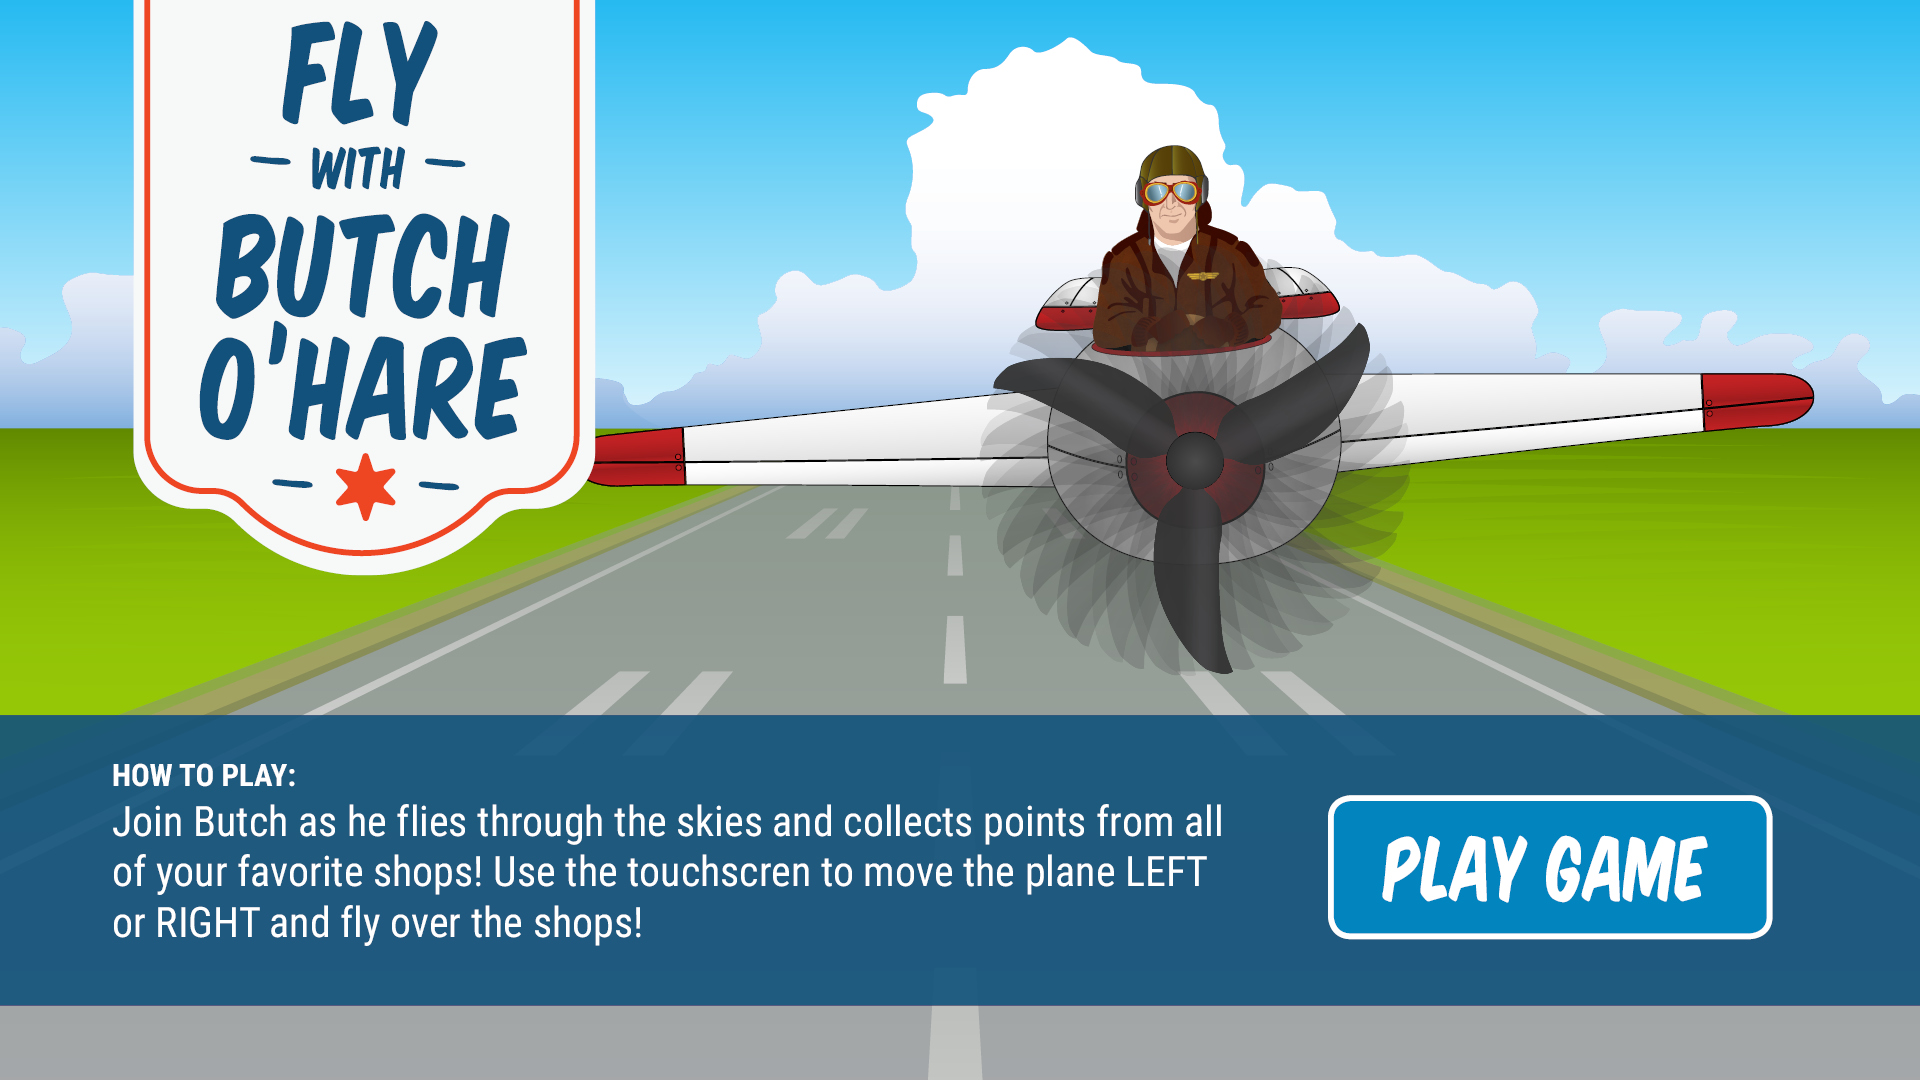 FLY
WITH
BUTCH
O'HARE
HOW TO PLAY:
Join Butch as he flies through the skies and collects points from all
of your favorite shops! Use the touchscren to move the plane LEFT
or RIGHT and fly over the shops!
PLAY GAME